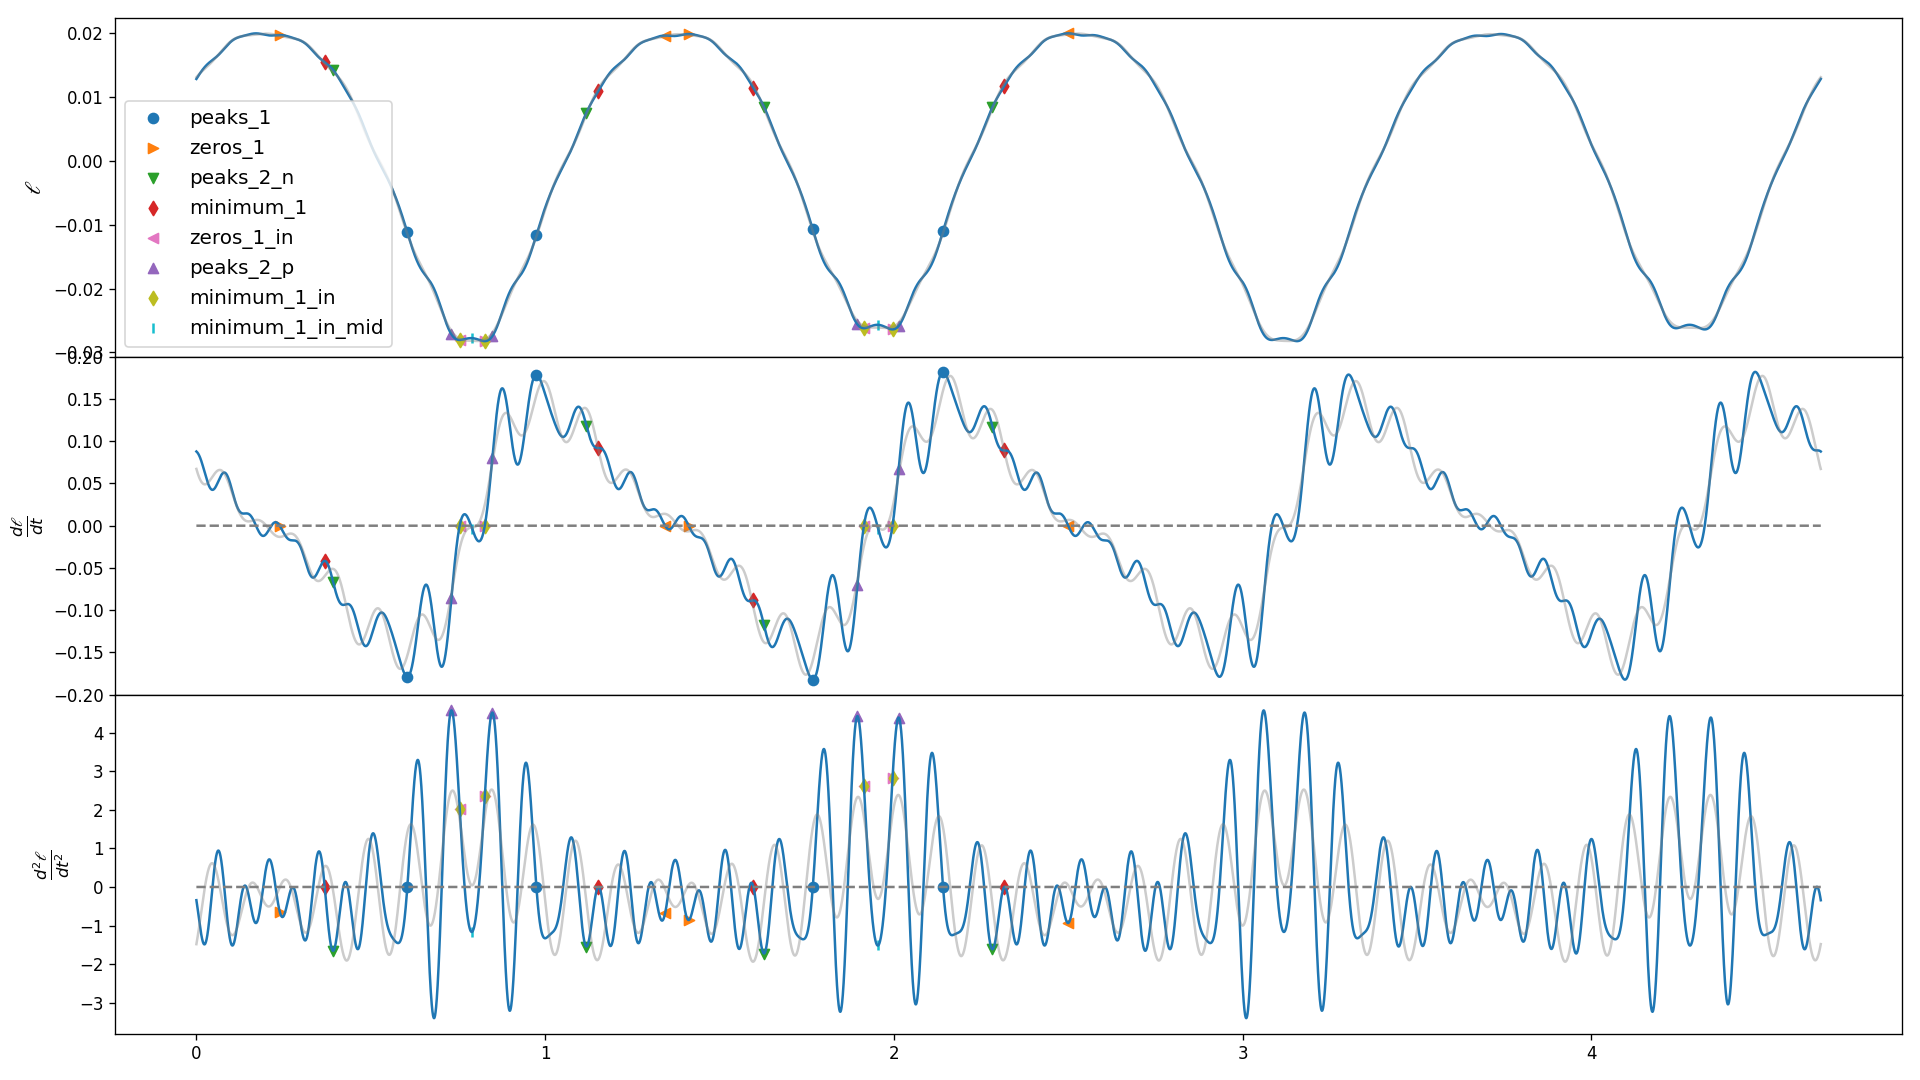 0.02
0.01
0.00
−0.01
−0.02
−0.03
ℓ
peaks_1
zeros_1
peaks_2_n
minimum_1
zeros_1_in
peaks_2_p
minimum_1_in
minimum_1_in_mid
0.20
0.15
0.10
0.05
0.00
−0.05
−0.10
−0.15
−0.20
dℓ
dt
4
3
2
1
0
−1
−2
−3
d²ℓ
dt²
0 1 2 3 4